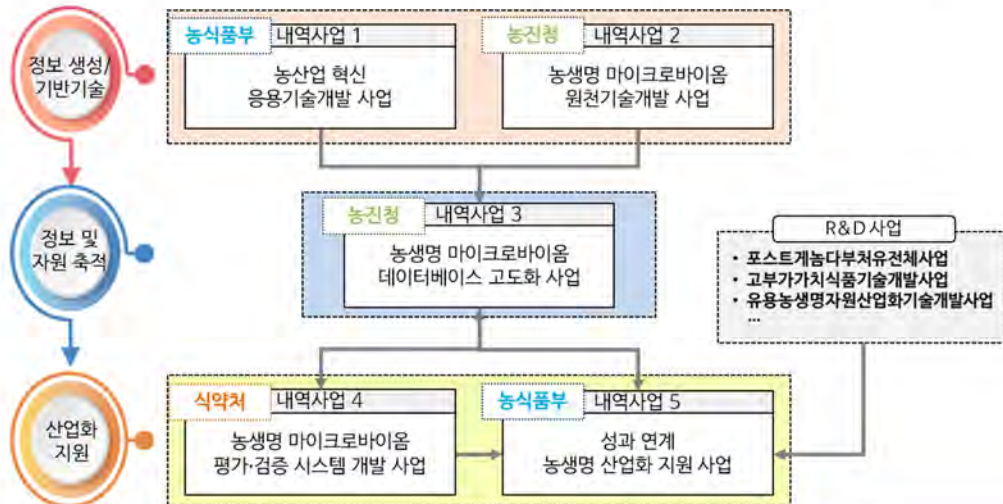 정보 생성/
기반기술
농식품부 내역사업 1
농산업 혁신
응용기술개발 사업
농진청 내역사업 2
농생명 마이크로바이옴
원천기술개발 사업
정보 및
자원 축적
농진청 내역사업 3
농생명 마이크로바이옴
데이터베이스 고도화 사업
R&D 사업
• 포스트게놈다부처유전체사업
• 고부가가치식품기술개발사업
• 유용농생명자원산업화기술개발사업
...
산업화
지원
식약처 내역사업 4
농생명 마이크로바이옴
평가·검증 시스템 개발 사업
농식품부 내역사업 5
성과 연계
농생명 산업화 지원 사업